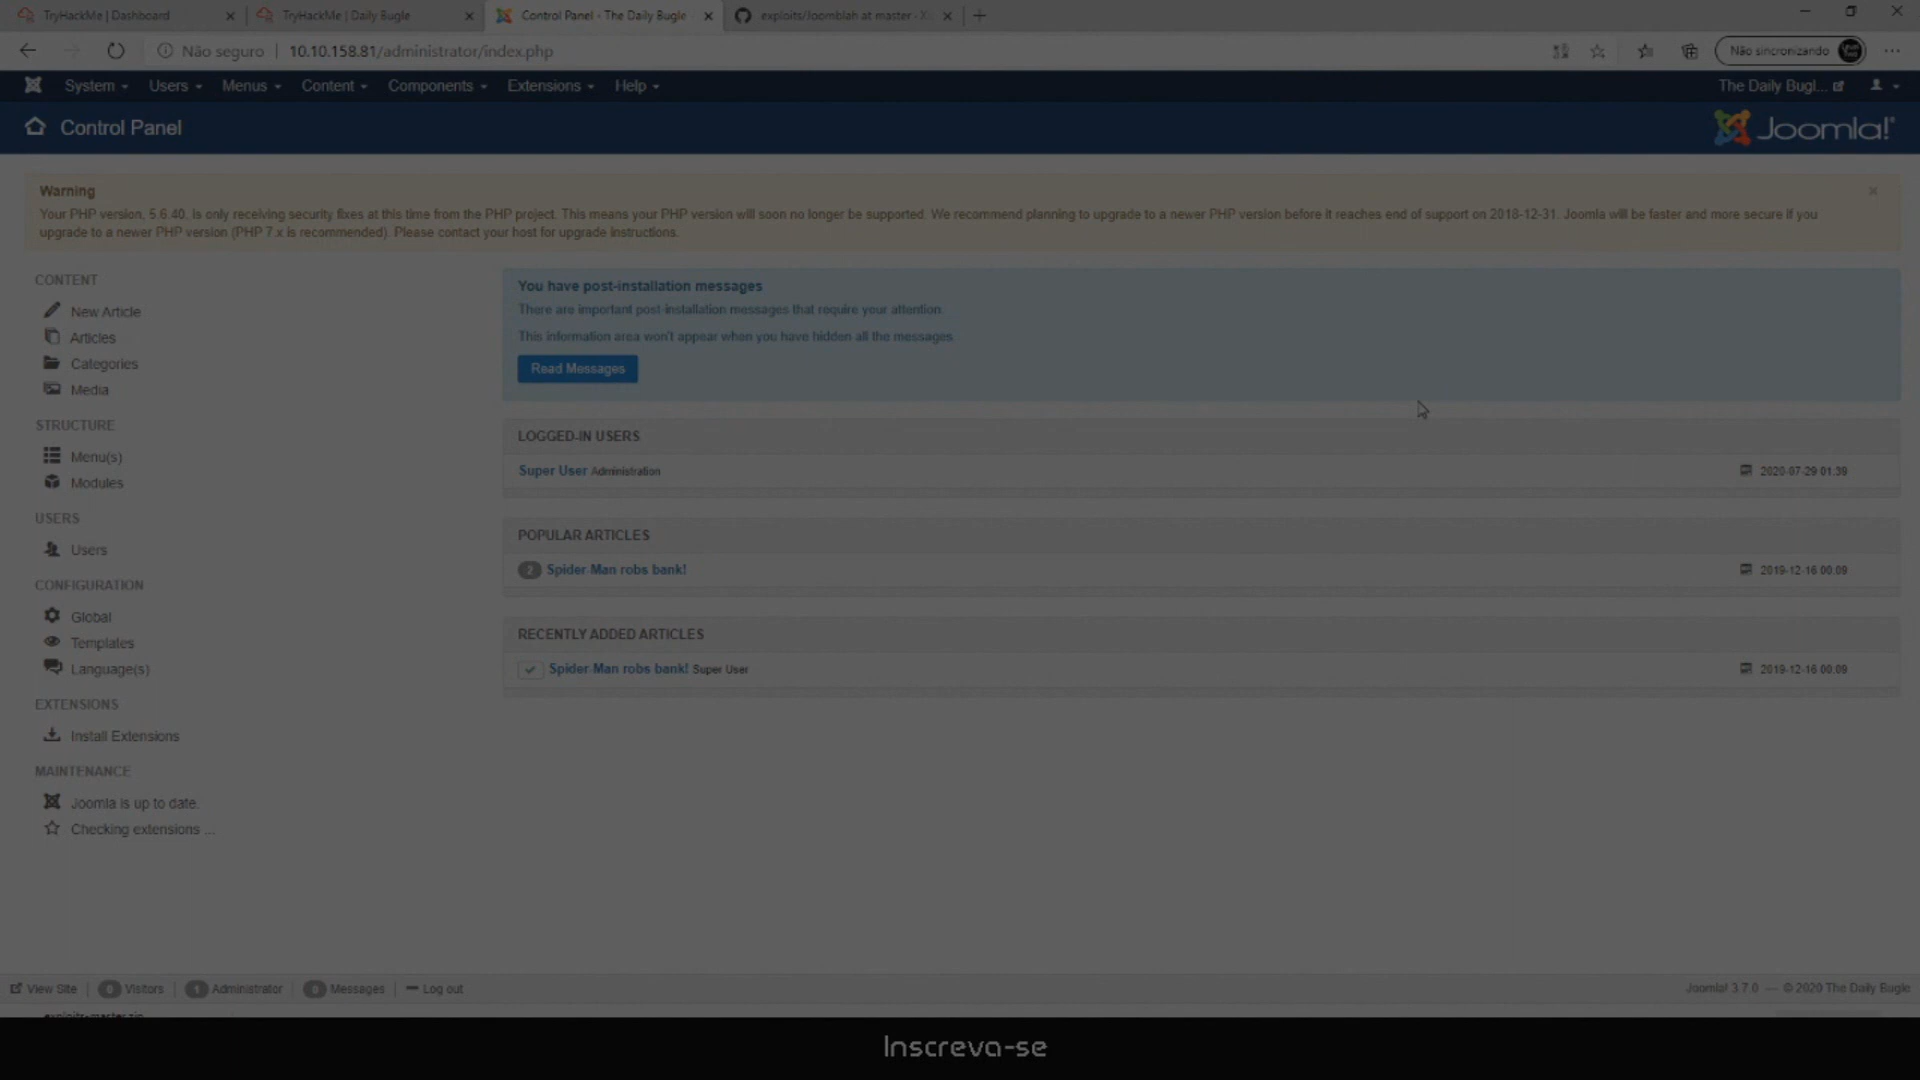 TryHackMe | Dashboard
TryHackMe | Daily Bugle
Control Panel - The Daily Bugle
exploits/Joomblah at master · X
Não seguro
10.10.158.81/administrator/index.php
Não sincronizando
System
Users
Menus
Content
Components
Extensions
Help
The Daily Bugl...
Control Panel
Joomla!
Warning
Your PHP version, 5.6.40, is only receiving security fixes at this time from the PHP project. This means your PHP version will soon no longer be supported. We recommend planning to upgrade to a newer PHP version before it reaches end of support on 2018-12-31. Joomla will be faster and more secure if you
upgrade to a newer PHP version (PHP 7.x is recommended). Please contact your host for upgrade instructions.
CONTENT
New Article
Articles
Categories
Media
STRUCTURE
Menu(s)
Modules
USERS
Users
CONFIGURATION
Global
Templates
Language(s)
EXTENSIONS
Install Extensions
MAINTENANCE
Joomla is up to date.
Checking extensions ...
You have post-installation messages
There are important post-installation messages that require your attention.
This information area won't appear when you have hidden all the messages.
Read Messages
LOGGED-IN USERS
Super User Administration
2020-07-29 01:39
POPULAR ARTICLES
2 Spider-Man robs bank!
2019-12-16 00:09
RECENTLY ADDED ARTICLES
Spider-Man robs bank! Super User
2019-12-16 00:09
View Site
0 Visitors
1 Administrator
0 Messages
Log out
Joomla! 3.7.0 — © 2020 The Daily Bugle
exploits-master.zip
Inscreva-se